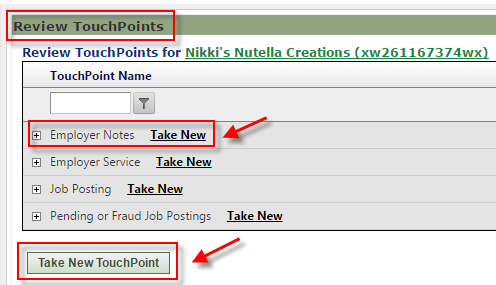 Review TouchPoints
Review TouchPoints for Nikki's Nutella Creations (xw261167374wx)
TouchPoint Name
Employer Notes Take New
Employer Service Take New
Job Posting Take New
Pending or Fraud Job Postings Take New
Take New TouchPoint